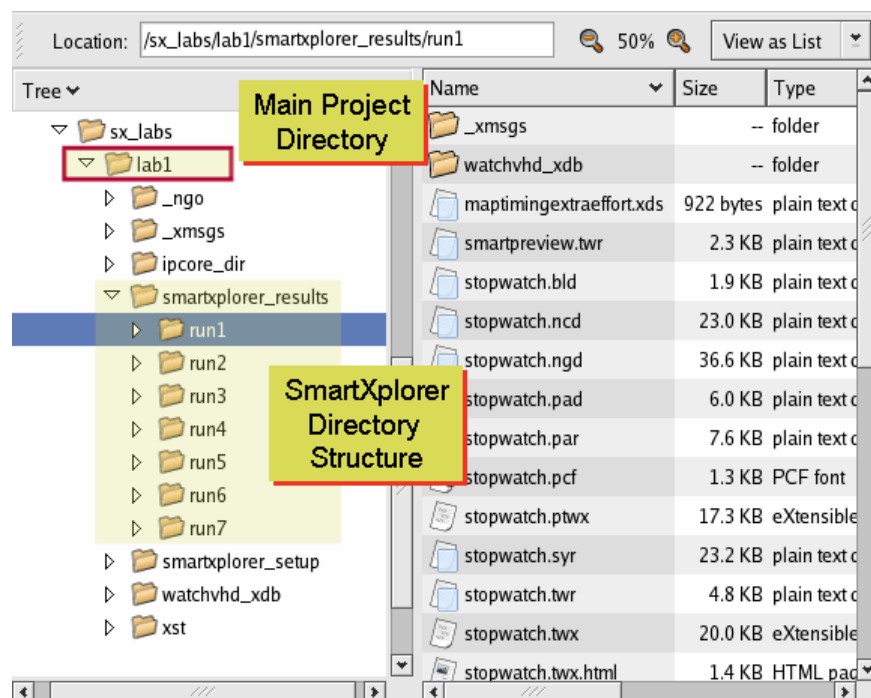 Location: /sx_labs/lab1/smartxplorer_results/run1 50% View as List
Tree
sx_labs
lab1
_ngo
_xmsgs
ipcore_dir
smartxplorer_results
run1
run2
run3
run4
run5
run6
run7
smartxplorer_setup
watchvhd_xdb
xst
Main Project
Directory
SmartXplorer
Directory
Structure
Name Size Type
_xmsgs -- folder
watchvhd_xdb -- folder
maptimingextraeffort.xds 922 bytes plain text
smartpreview.twr 2.3 KB plain text
stopwatch.bld 1.9 KB plain text
stopwatch.ncd 23.0 KB plain text
stopwatch.ngd 36.6 KB plain text
stopwatch.pad 6.0 KB plain text
stopwatch.par 7.6 KB plain text
stopwatch.pcf 1.3 KB PCF font
stopwatch.ptwx 17.3 KB eXtensible
stopwatch.syr 23.2 KB plain text
stopwatch.twr 4.8 KB plain text
stopwatch.twx 20.0 KB eXtensible
stopwatch.twx.html 1.4 KB HTML